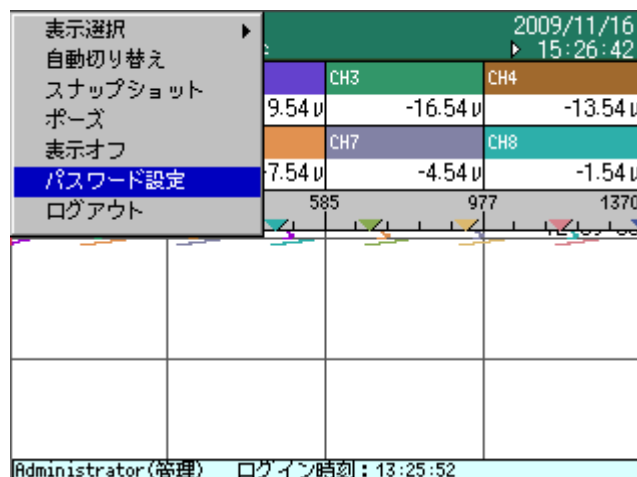 表示選択
自動切り替え
スナップショット
ポーズ
表示オフ
パスワード設定
ログアウト
2009/11/16
15:26:42
CH3
CH4
9.54
-16.54
-13.54
CH7
CH8
-7.54
-4.54
-1.54
585
977
1370
Administrator(管理) ログイン時刻:13:25:52